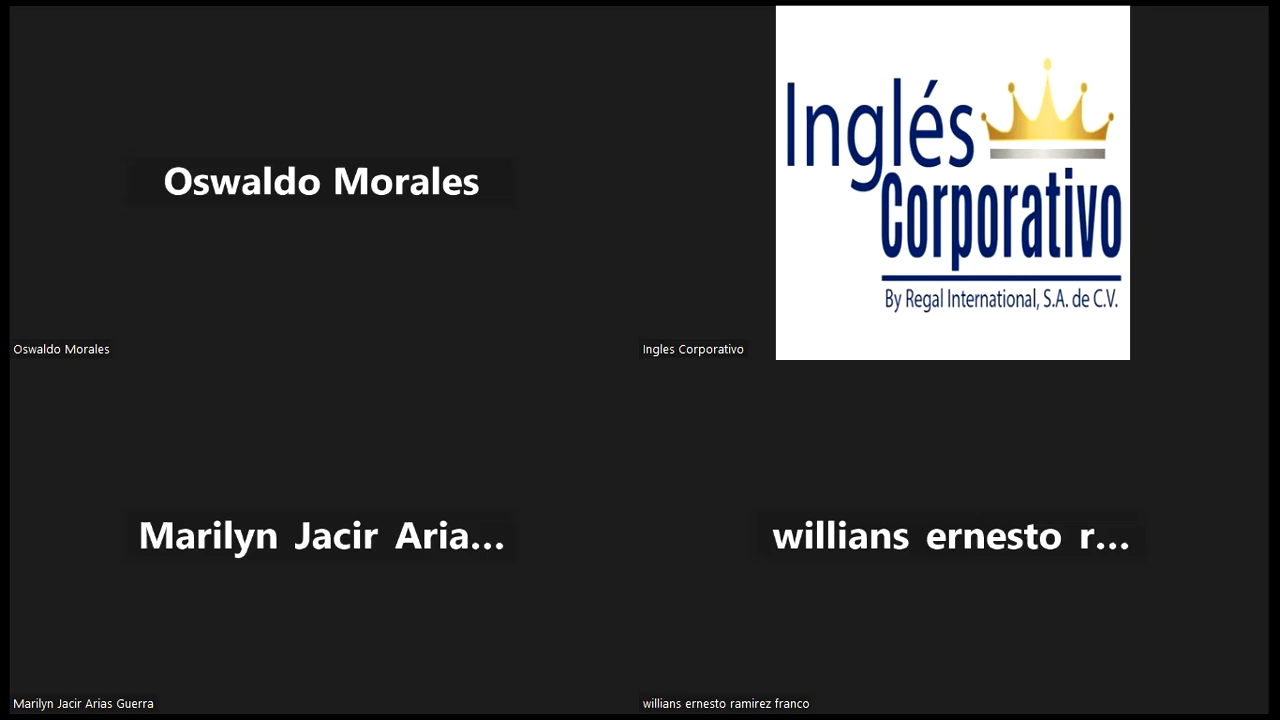 Oswaldo Morales
Oswaldo Morales
Inglés
Corporativo
By Regal International, S.A. de C.V.
Ingles Corporativo
Marilyn Jacir Aria...
Marilyn Jacir Arias Guerra
willians ernesto r...
willians ernesto ramirez franco